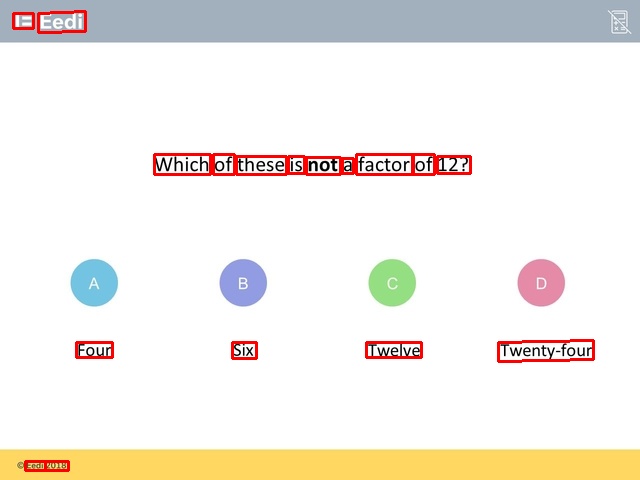 Eedi
Which of these is not a factor of 12?
A B C D
Four Six Twelve Twenty-four
© Eedi 2018